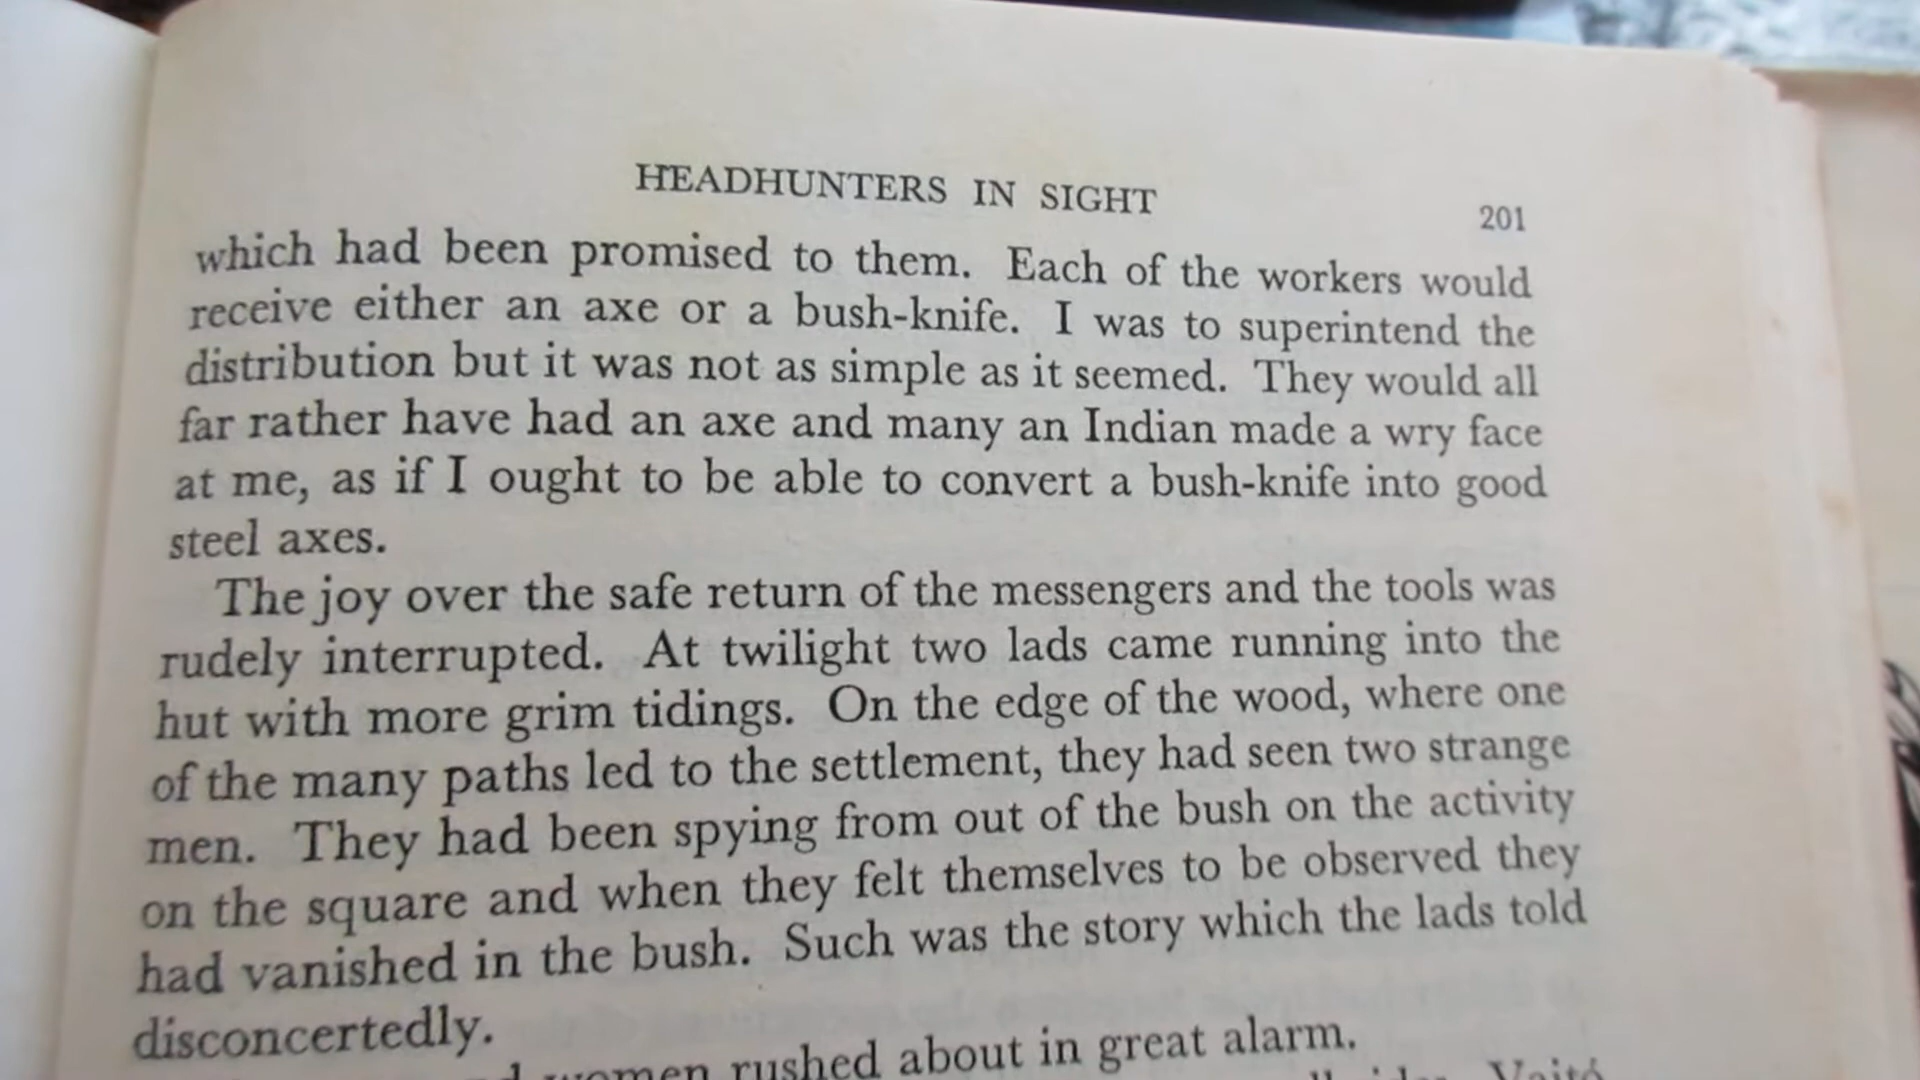 HEADHUNTERS IN SIGHT 201
which had been promised to them. Each of the workers would
receive either an axe or a bush-knife. I was to superintend the
distribution but it was not as simple as it seemed. They would all
far rather have had an axe and many an Indian made a wry face
at me, as if I ought to be able to convert a bush-knife into good
steel axes.
The joy over the safe return of the messengers and the tools was
rudely interrupted. At twilight two lads came running into the
hut with more grim tidings. On the edge of the wood, where one
of the many paths led to the settlement, they had seen two strange
men. They had been spying from out of the bush on the activity
on the square and when they felt themselves to be observed they
had vanished in the bush. Such was the story which the lads told
disconcertedly.
women rushed about in great alarm.